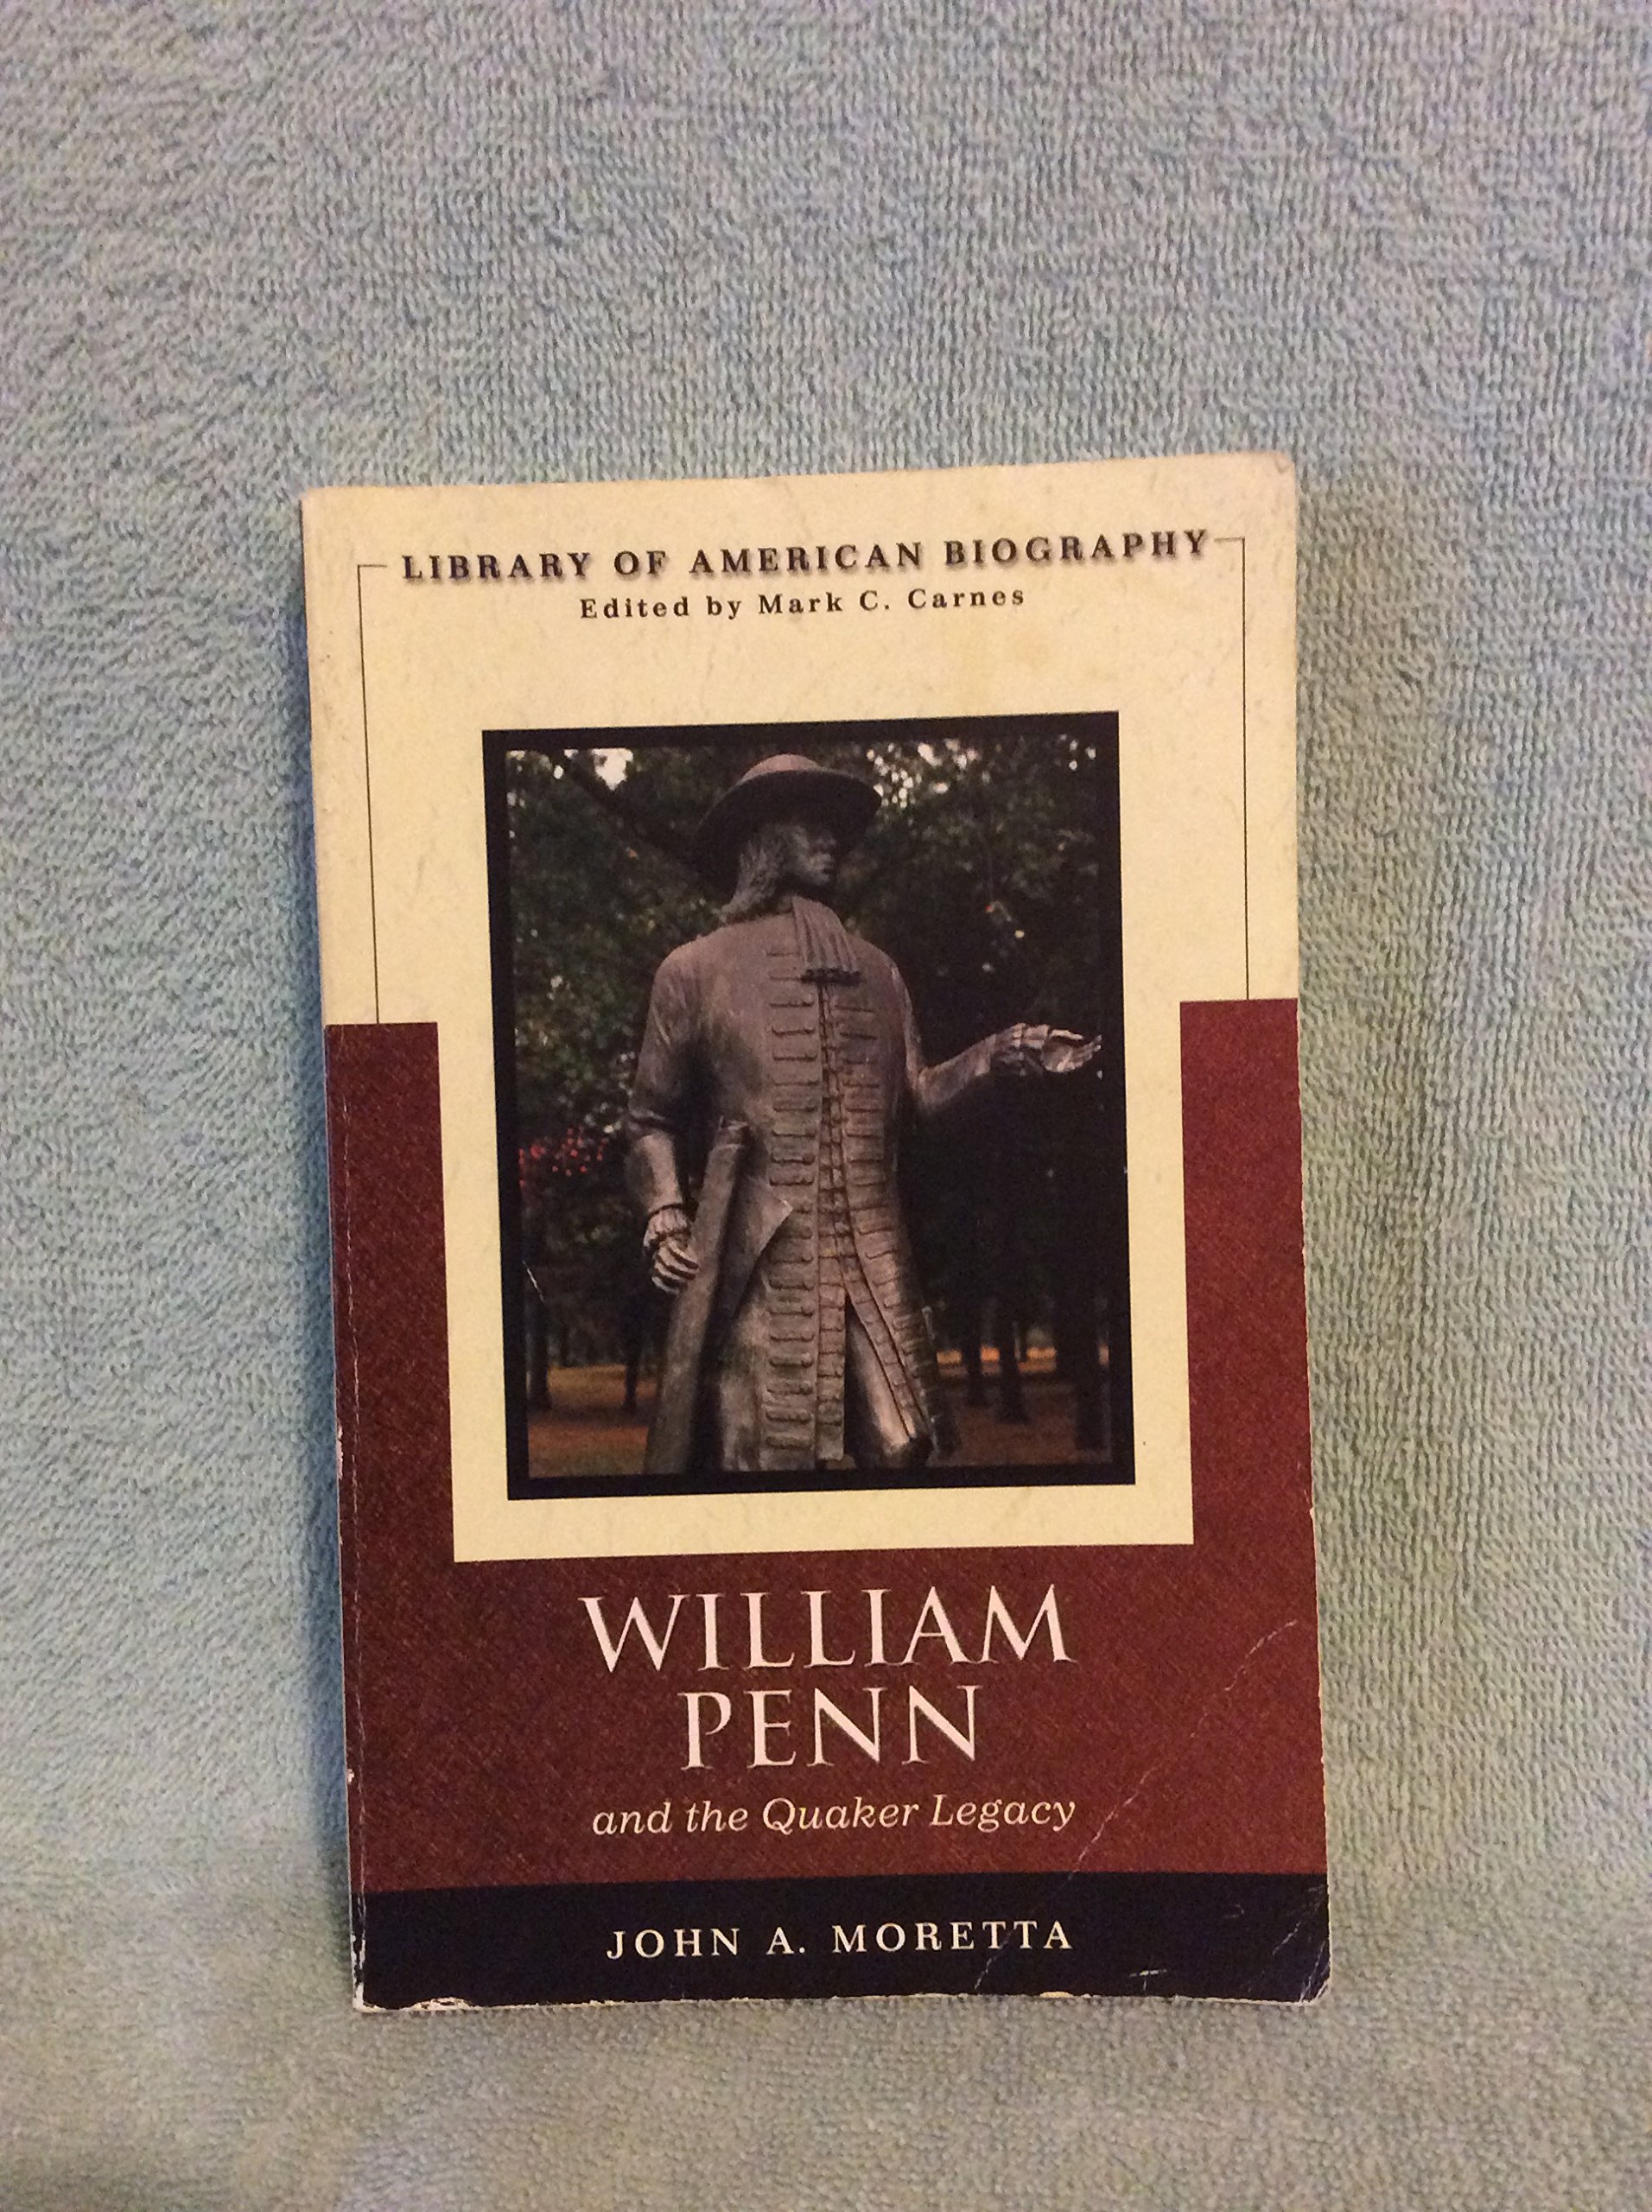 LIBRARY OF AMERICAN BIOGRAPHY
Edited by Mark C. Carnes
WILLIAM
PENN
and the Quaker Legacy
JOHN A. MORETTA